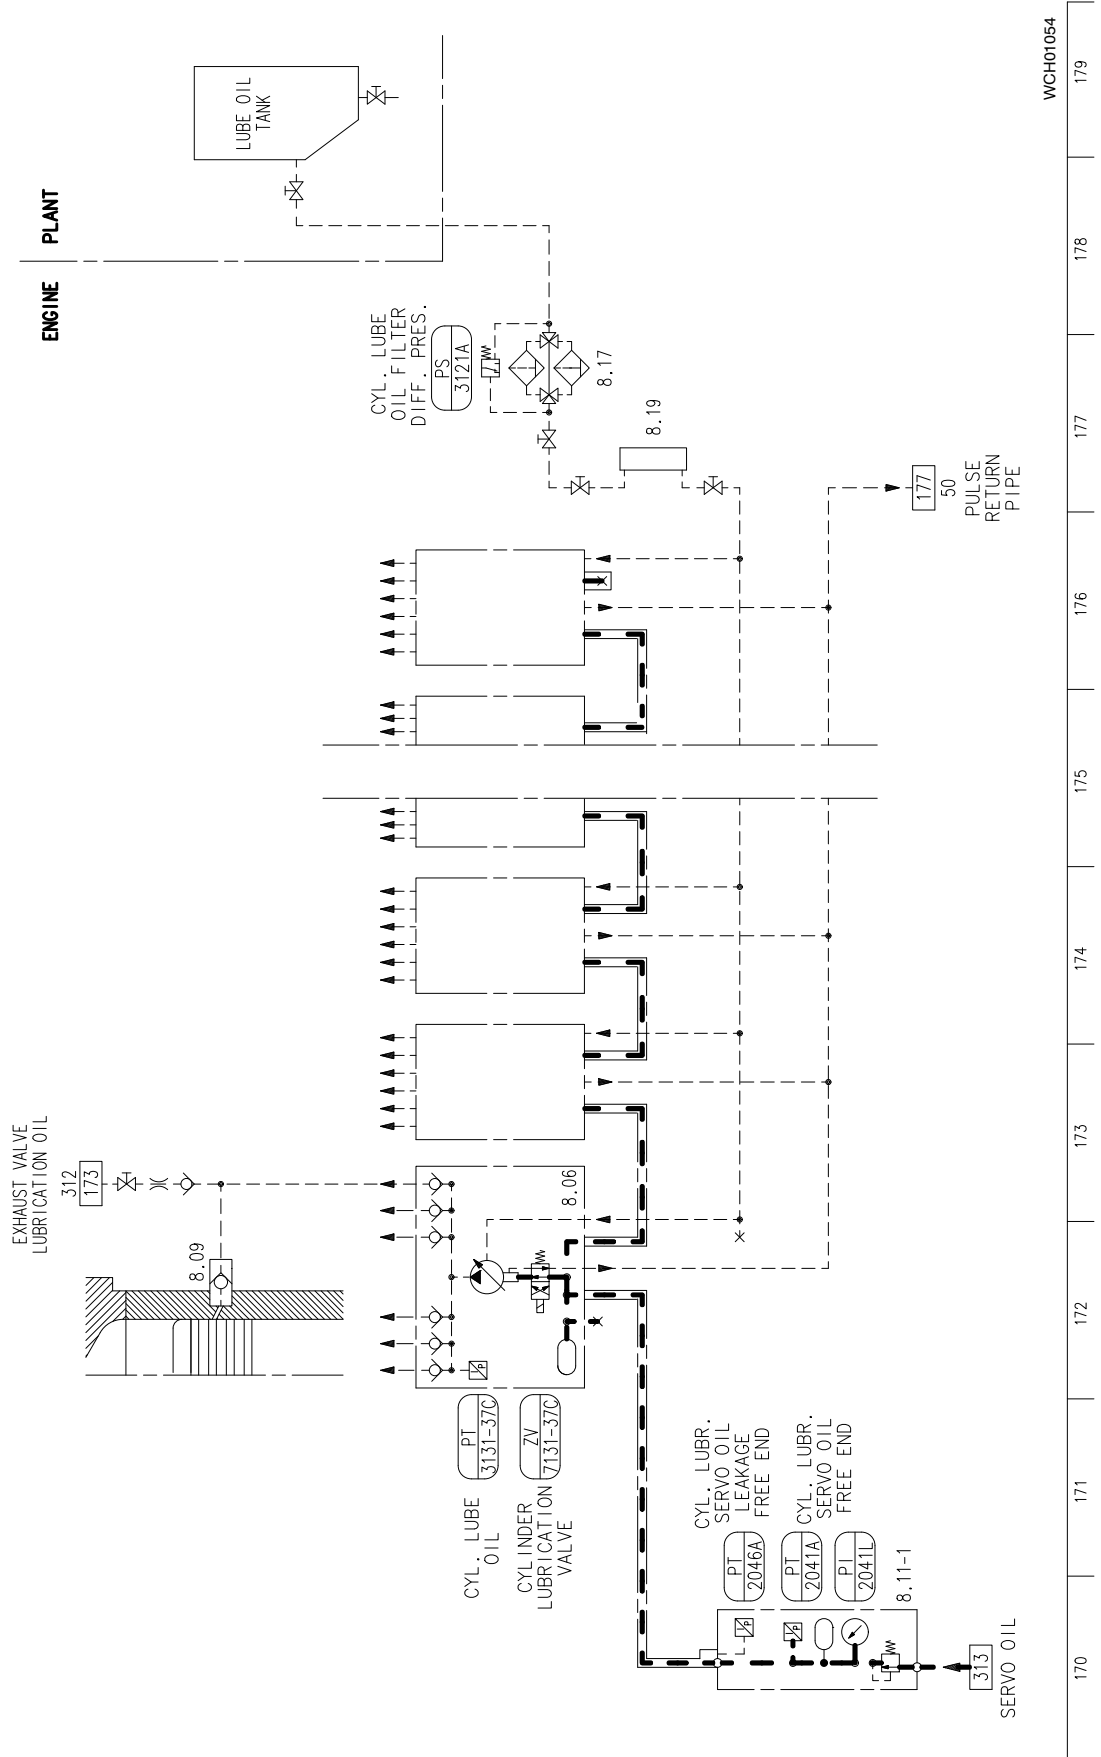 ENGINE
PLANT
LUBE OIL
TANK
CYL. LUBE
OIL FILTER
DIFF. PRES.
PS
3121A
8.17
8.19
177
50
PULSE
RETURN
PIPE
EXHAUST VALVE
LUBRICATION OIL
312
173
8.09
8.06
PT
3131-37C
CYL. LUBE
OIL
ZV
7131-37C
CYLINDER
LUBRICATION
VALVE
P
CYL. LUBR.
SERVO OIL
LEAKAGE
FREE END
PT
2046A
CYL. LUBR.
SERVO OIL
FREE END
PT
2041A
PI
2041L
8.11-1
P
P
313
SERVO OIL
170
171
172
173
174
175
176
177
178
179
WCH01054